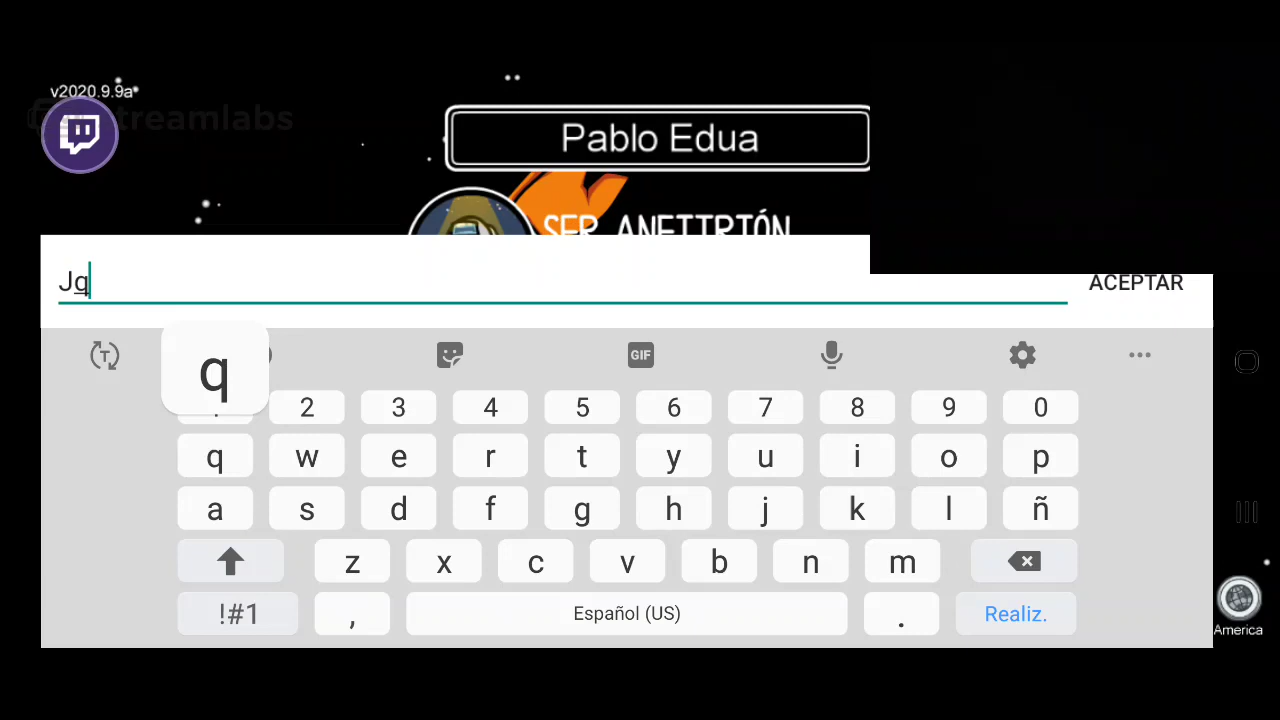 v2020.9.9a
streamlabs
Pablo Edua
SER ANFITRIÓN
Jq
ACEPTAR
q
GIF
2 3 4 5 6 7 8 9 0
q w e r t y u i o p
a s d f g h j k l ñ
z x c v b n m
!#1 , Español (US) . Realiz.
America